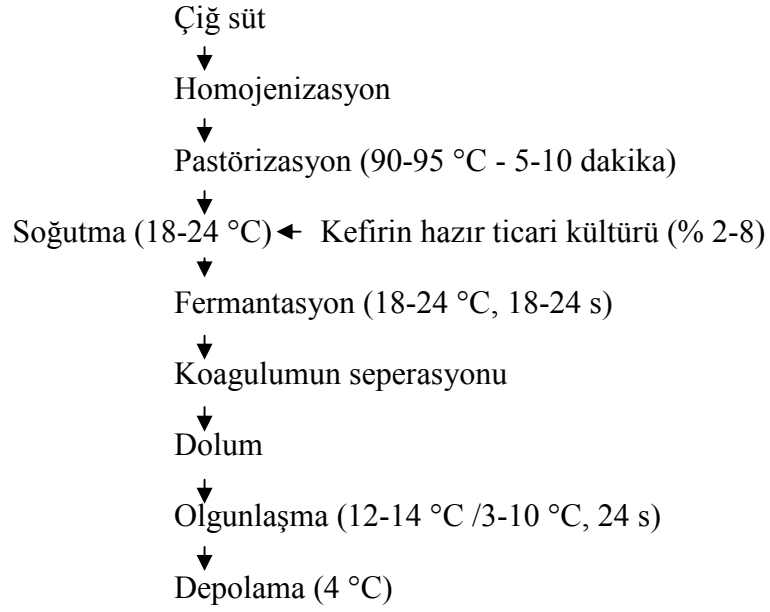 Çiğ süt
Homojenizasyon
Pastörizasyon (90-95 °C - 5-10 dakika)
Soğutma (18-24 °C) Kefirin hazır ticari kültürü (% 2-8)
Fermantasyon (18-24 °C, 18-24 s)
Koagulumun seperasyonu
Dolum
Olgunlaşma (12-14 °C /3-10 °C, 24 s)
Depolama (4 °C)